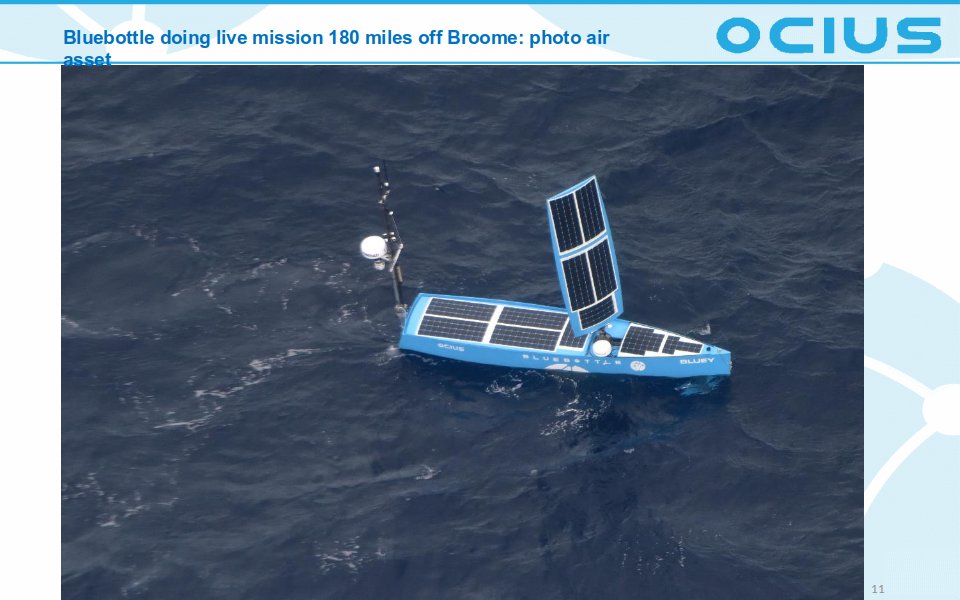 Bluebottle doing live mission 180 miles off Broome: photo air
asset
OCIUS
OCIUS
BLUEBOTTLE
BLUEY
11